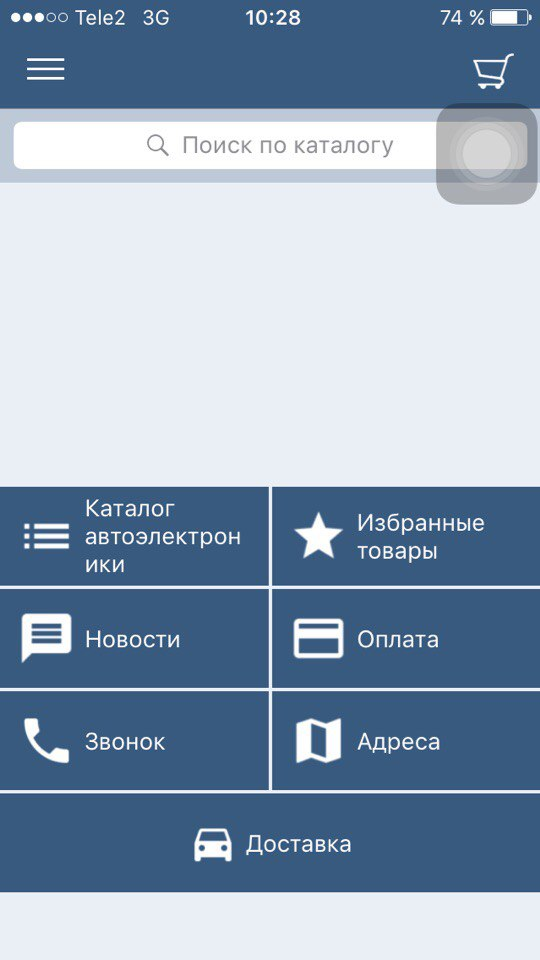 Tele2 3G 10:28 74 %
Поиск по каталогу
Каталог
автоэлектрон
ики
Избранные
товары
Новости
Оплата
Звонок
Адреса
Доставка